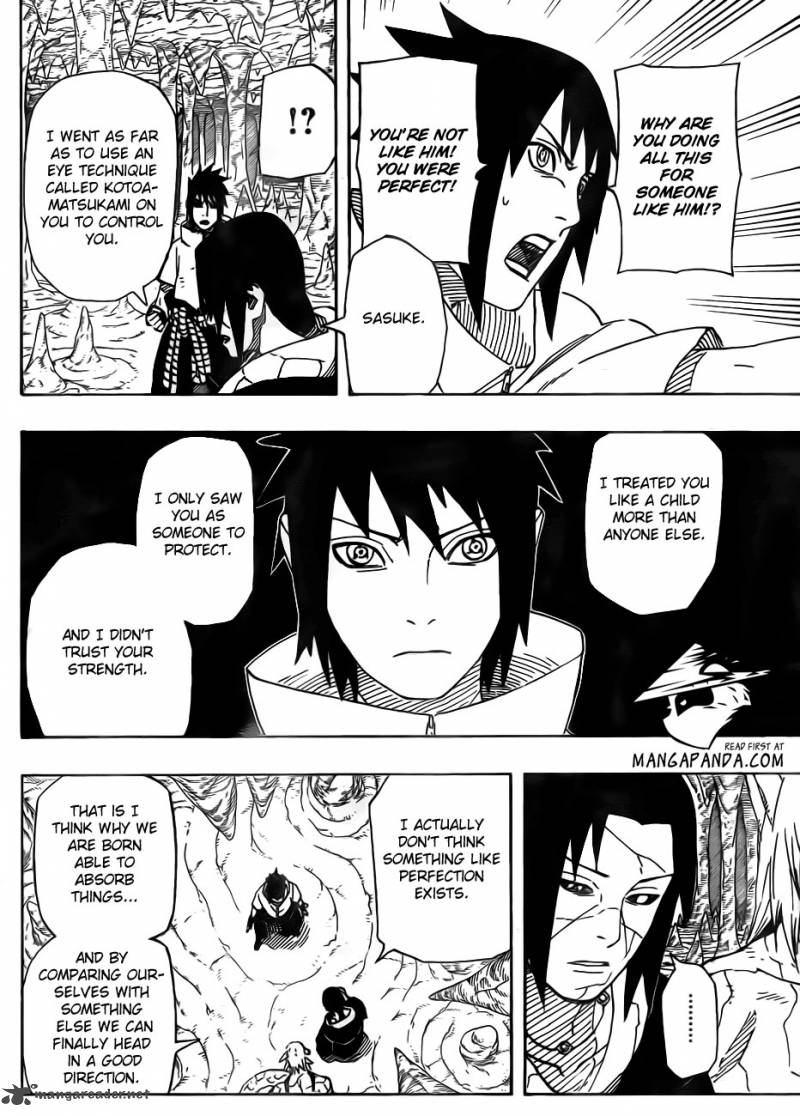 WHY ARE
YOU DOING
ALL THIS
FOR
SOMEONE
LIKE HIM!?
YOU'RE NOT
LIKE HIM!
YOU WERE
PERFECT!
SASUKE.
!?
I WENT AS FAR
AS TO USE AN
EYE TECHNIQUE
CALLED KOTOA-
MATSUKAMI ON
YOU TO CONTROL
YOU.
I TREATED YOU
LIKE A CHILD
MORE THAN
ANYONE ELSE.
I ONLY SAW
YOU AS
SOMEONE TO
PROTECT.
AND I DIDN'T
TRUST YOUR
STRENGTH.
READ FIRST AT
MANGAPANDA.COM
.........
I ACTUALLY
DON'T THINK
SOMETHING LIKE
PERFECTION
EXISTS.
THAT IS I
THINK WHY WE
ARE BORN
ABLE TO
ABSORB
THINGS...
AND BY
COMPARING OUR-
SELVES WITH
SOMETHING
ELSE WE CAN
FINALLY HEAD
IN A GOOD
DIRECTION.
mangareader.net